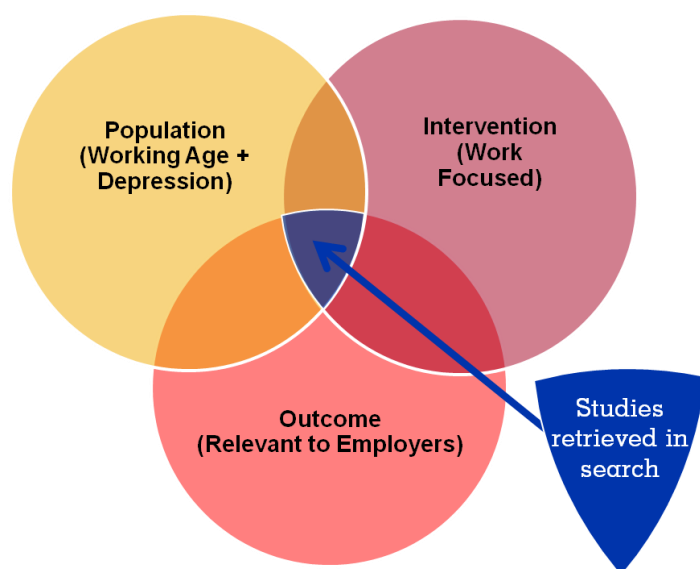 Population
(Working Age +
Depression)
Intervention
(Work
Focused)
Outcome
(Relevant to Employers)
Studies
retrieved in
search